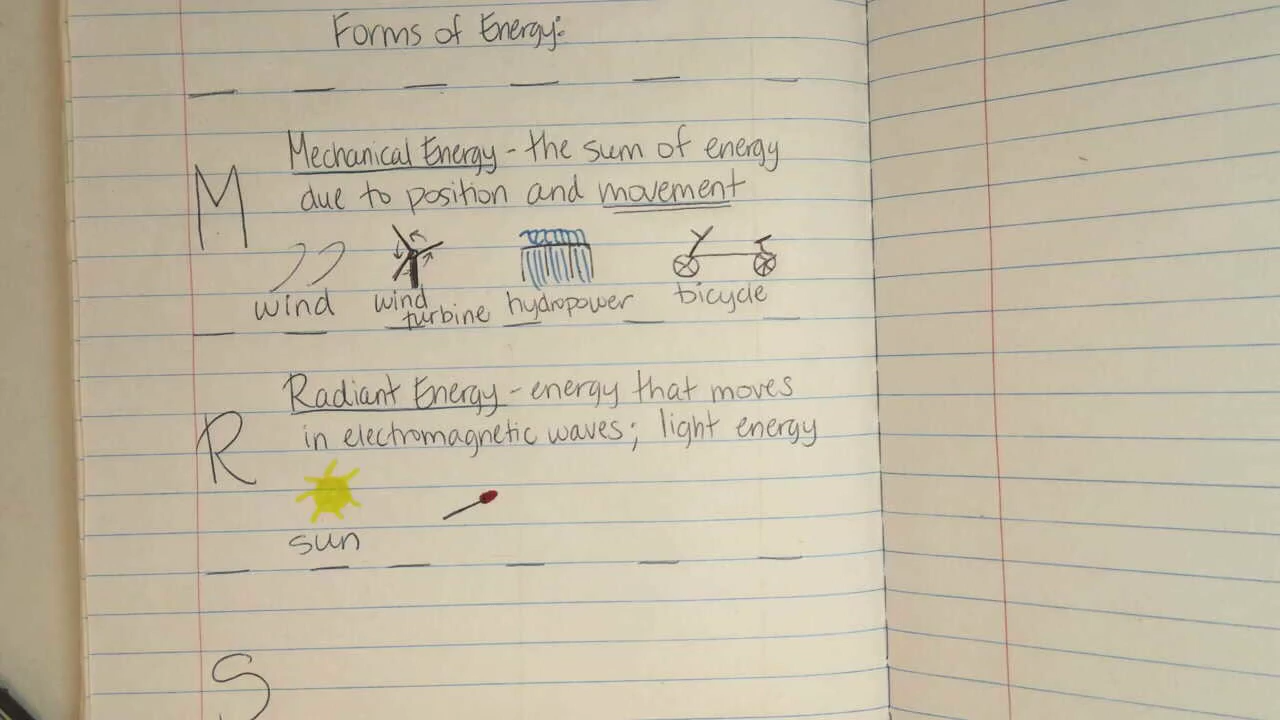 Forms of Energy:
Mechanical Energy - the sum of energy
M
due to position and movement
wind
wind turbine
hydropower
bicycle
Radiant Energy - energy that moves
R
in electromagnetic waves; light energy
sun
S